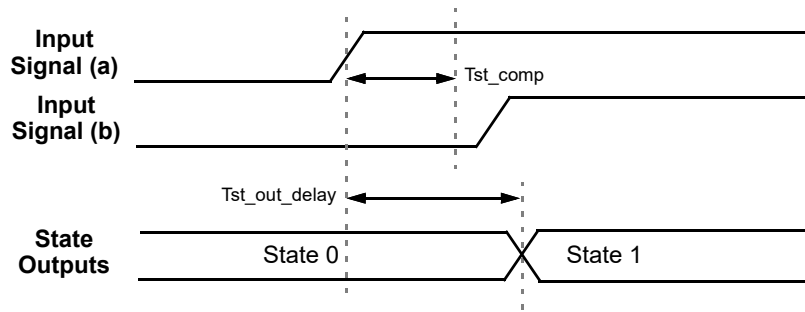 Input
Signal (a)
Tst_comp
Input
Signal (b)
Tst_out_delay
State
Outputs
State 0
State 1